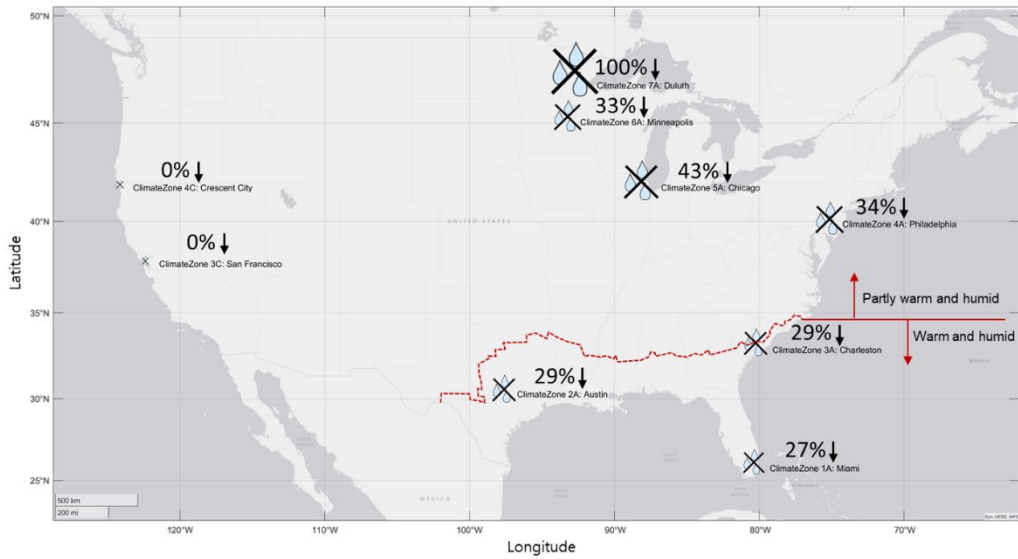 50°N
100%
ClimateZone 7A: Duluth
33%
ClimateZone 6A: Minneapolis
45°N
0%
ClimateZone 4C: Crescent City
43%
ClimateZone 5A: Chicago
UNITED STATES
34%
ClimateZone 4A: Philadelphia
40°N
0%
ClimateZone 3C: San Francisco
Latitude
Partly warm and humid
35°N
Warm and humid
29%
ClimateZone 3A: Charleston
29%
ClimateZone 2A: Austin
30°N
27%
ClimateZone 1A: Miami
25°N
MÉXICO
500 km
200 mi
120°W 110°W 100°W 90°W 80°W 70°W
Longitude